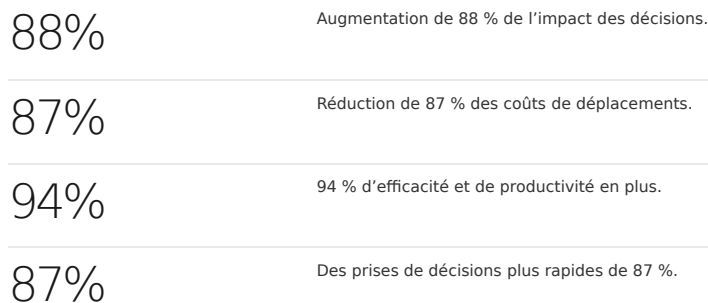 88%
Augmentation de 88 % de l’impact des décisions.
87%
Réduction de 87 % des coûts de déplacements.
94%
94 % d’efficacité et de productivité en plus.
87%
Des prises de décisions plus rapides de 87 %.